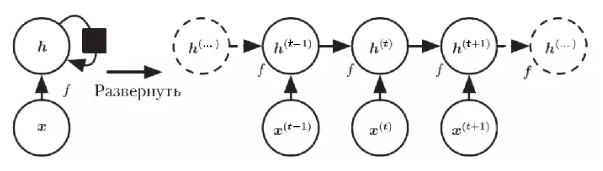 h h(...) h(t−1) h(t) h(t+1) h(...)
f f f f f
Развернуть
x x(t−1) x(t) x(t+1)